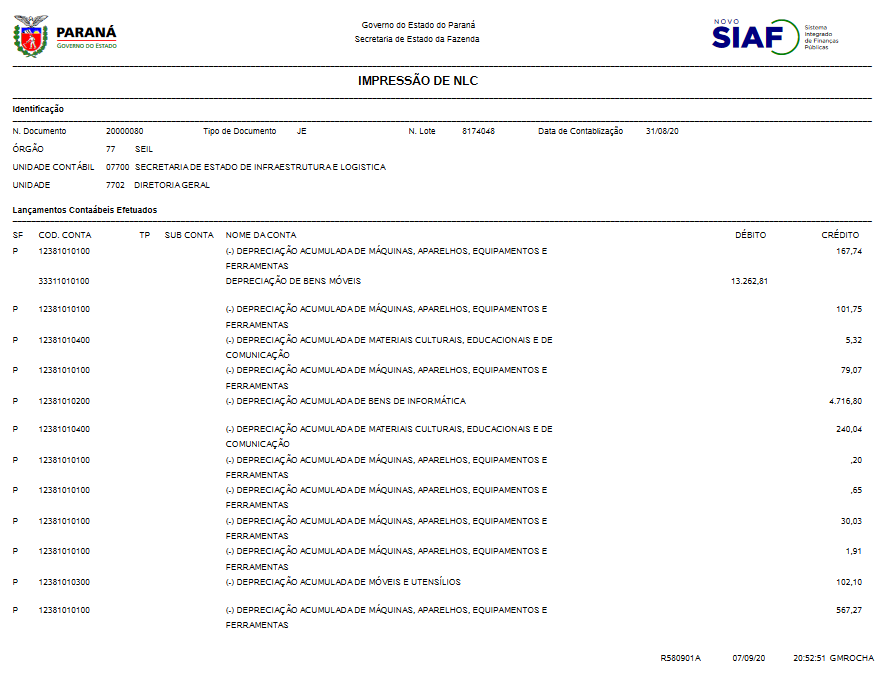 PARANÁ
GOVERNO DO ESTADO
Governo do Estado do Paraná
Secretaria de Estado da Fazenda
NOVO
SIAF
Sistema
Integrado
de Finanças
Públicas
IMPRESSÃO DE NLC
Identificação
N. Documento 20000080 Tipo de Documento JE N. Lote 8174048 Data de Contablização 31/08/20
ÓRGÃO 77 SEIL
UNIDADE CONTÁBIL 07700 SECRETARIA DE ESTADO DE INFRAESTRUTURA E LOGISTICA
UNIDADE 7702 DIRETORIA GERAL
Lançamentos Contaábeis Efetuados
SF COD. CONTA TP SUB CONTA NOME DA CONTA DÉBITO CRÉDITO
P 12381010100 (-) DEPRECIAÇÃO ACUMULADA DE MÁQUINAS, APARELHOS, EQUIPAMENTOS E 167,74
FERRAMENTAS
33311010100 DEPRECIAÇÃO DE BENS MÓVEIS 13.262,81
P 12381010100 (-) DEPRECIAÇÃO ACUMULADA DE MÁQUINAS, APARELHOS, EQUIPAMENTOS E 101,75
FERRAMENTAS
P 12381010400 (-) DEPRECIAÇÃO ACUMULADA DE MATERIAIS CULTURAIS, EDUCACIONAIS E DE 5,32
COMUNICAÇÃO
P 12381010100 (-) DEPRECIAÇÃO ACUMULADA DE MÁQUINAS, APARELHOS, EQUIPAMENTOS E 79,07
FERRAMENTAS
P 12381010200 (-) DEPRECIAÇÃO ACUMULADA DE BENS DE INFORMÁTICA 4.716,80
P 12381010400 (-) DEPRECIAÇÃO ACUMULADA DE MATERIAIS CULTURAIS, EDUCACIONAIS E DE 240,04
COMUNICAÇÃO
P 12381010100 (-) DEPRECIAÇÃO ACUMULADA DE MÁQUINAS, APARELHOS, EQUIPAMENTOS E ,20
FERRAMENTAS
P 12381010100 (-) DEPRECIAÇÃO ACUMULADA DE MÁQUINAS, APARELHOS, EQUIPAMENTOS E ,65
FERRAMENTAS
P 12381010100 (-) DEPRECIAÇÃO ACUMULADA DE MÁQUINAS, APARELHOS, EQUIPAMENTOS E 30,03
FERRAMENTAS
P 12381010100 (-) DEPRECIAÇÃO ACUMULADA DE MÁQUINAS, APARELHOS, EQUIPAMENTOS E 1,91
FERRAMENTAS
P 12381010300 (-) DEPRECIAÇÃO ACUMULADA DE MÓVEIS E UTENSÍLIOS 102,10
P 12381010100 (-) DEPRECIAÇÃO ACUMULADA DE MÁQUINAS, APARELHOS, EQUIPAMENTOS E 567,27
FERRAMENTAS
R580901A 07/09/20 20:52:51 GMROCHA